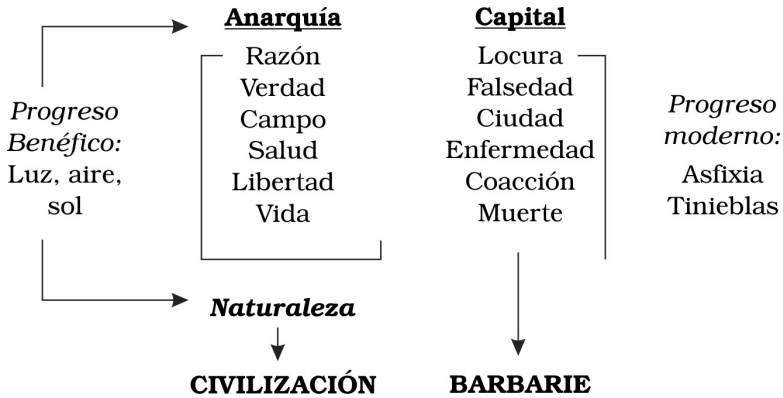 Anarquía
Capital
Razón
Verdad
Campo
Salud
Libertad
Vida
Locura
Falsedad
Ciudad
Enfermedad
Coacción
Muerte
Progreso
Benéfico:
Luz, aire,
sol
Progreso
moderno:
Asfixia
Tinieblas
Naturaleza
CIVILIZACIÓN
BARBARIE